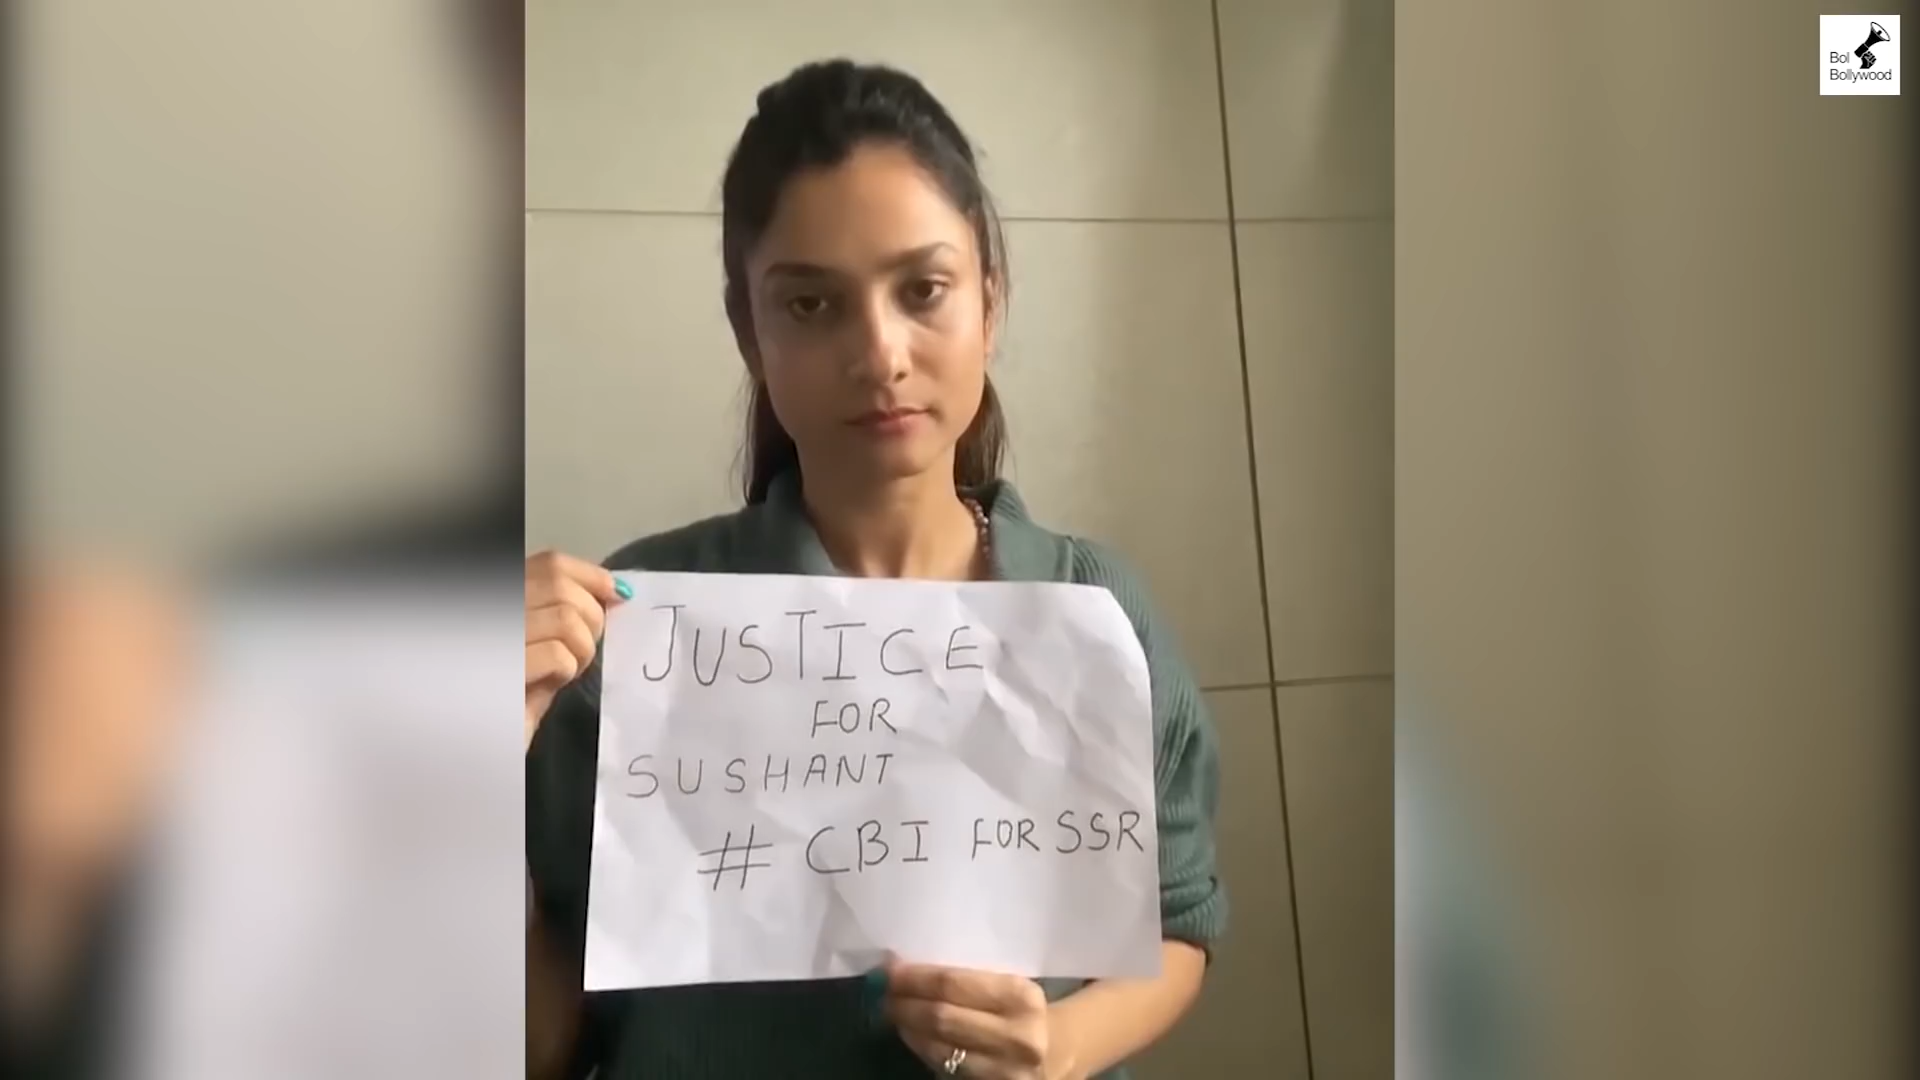 Bol
Bollywood
JUSTICE
FOR
SUSHANT
# CBI FOR SSR